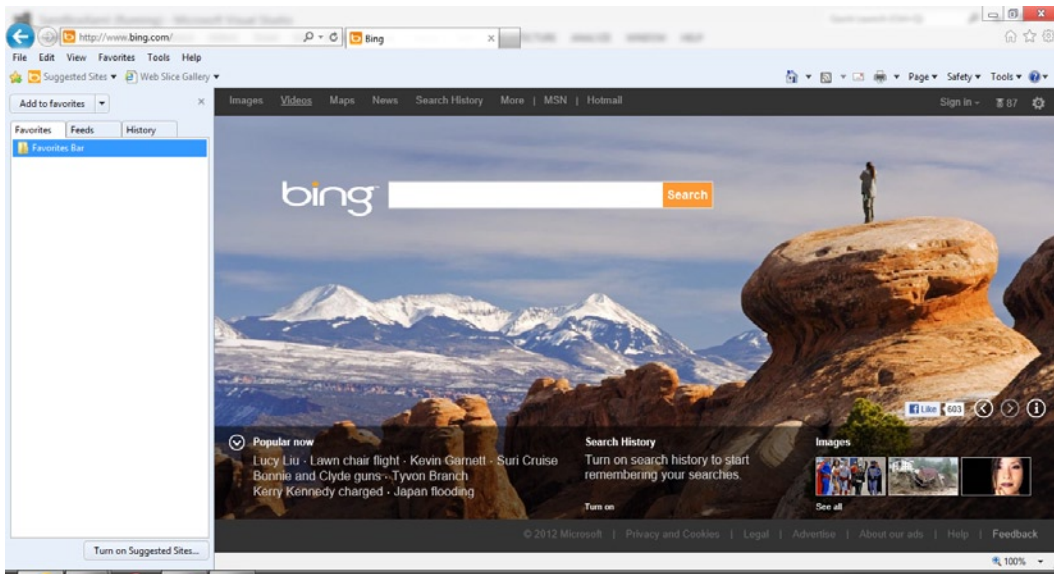 http://www.bing.com/
Bing
File Edit View Favorites Tools Help
Suggested Sites Web Slice Gallery
Page Safety Tools
Add to favorites
Images Videos Maps News Search History More | MSN | Hotmail
Sign in 87
Favorites Feeds History
Favorites Bar
bing
Search
Like 603
Popular now
Lucy Liu · Lawn chair flight · Kevin Garnett · Suri Cruise
Bonnie and Clyde guns · Tyvon Branch
Kerry Kennedy charged · Japan flooding
Search History
Turn on search history to start
remembering your searches.
Turn on
Images
See all
© 2012 Microsoft | Privacy and Cookies | Legal | Advertise | About our ads | Help | Feedback
Turn on Suggested Sites...
100%